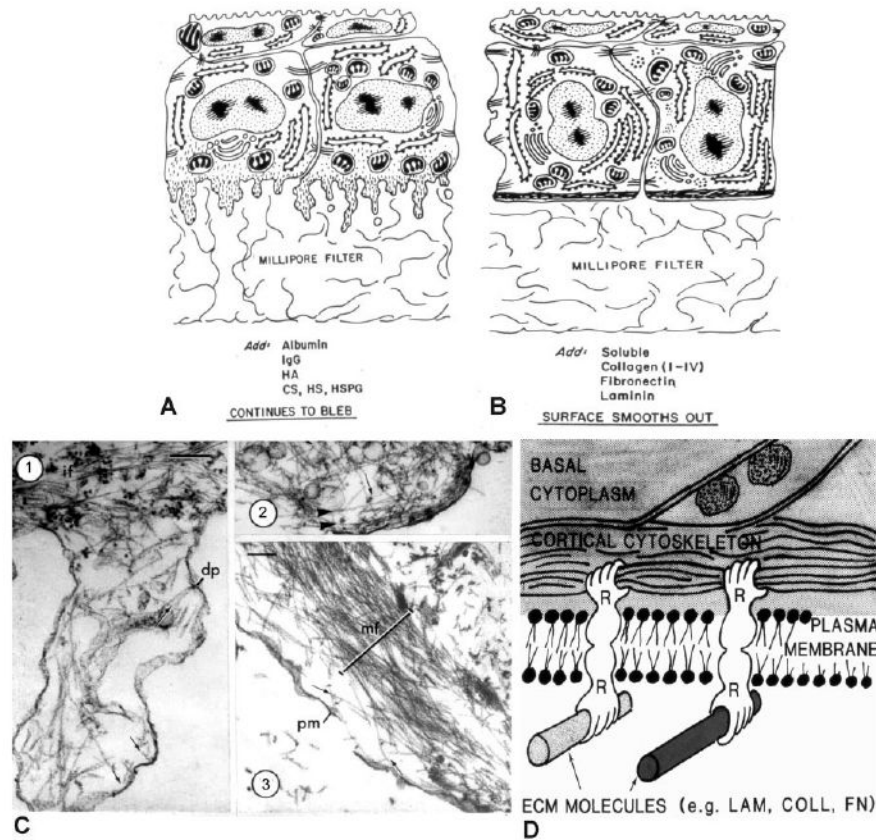 MILLIPORE FILTER
Add: Albumin
IgG
HA
CS, HS, HSPG
A
CONTINUES TO BLEB
MILLIPORE FILTER
Add: Soluble
Collagen (I-IV)
Fibronectin
Laminin
B
SURFACE SMOOTHS OUT
1
if
dp
C
2
mf
pm
3
BASAL
CYTOPLASM
CORTICAL CYTOSKELETON
R
R
PLASMA
MEMBRANE
R
R
ECM MOLECULES (e.g. LAM, COLL, FN)
D